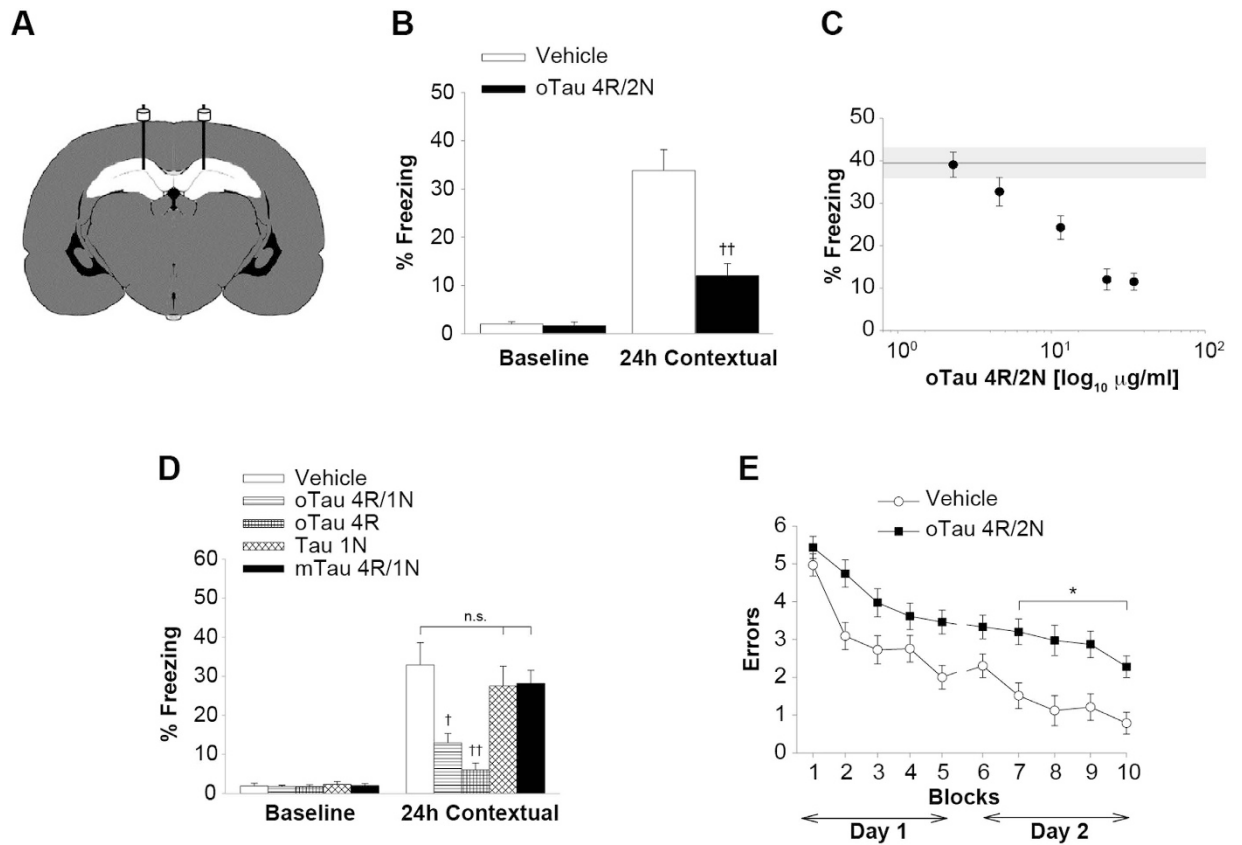 A
B
Vehicle
oTau 4R/2N
50
40
30
20
10
0
% Freezing
††
Baseline
24h Contextual
C
50
40
30
20
10
0
% Freezing
10⁰
10¹
10²
oTau 4R/2N [log₁₀ μg/ml]
D
Vehicle
oTau 4R/1N
oTau 4R
Tau 1N
mTau 4R/1N
60
50
40
30
20
10
0
% Freezing
n.s.
†
††
Baseline
24h Contextual
E
Vehicle
oTau 4R/2N
6
5
4
3
2
1
0
Errors
*
1 2 3 4 5 6 7 8 9 10
Blocks
Day 1
Day 2